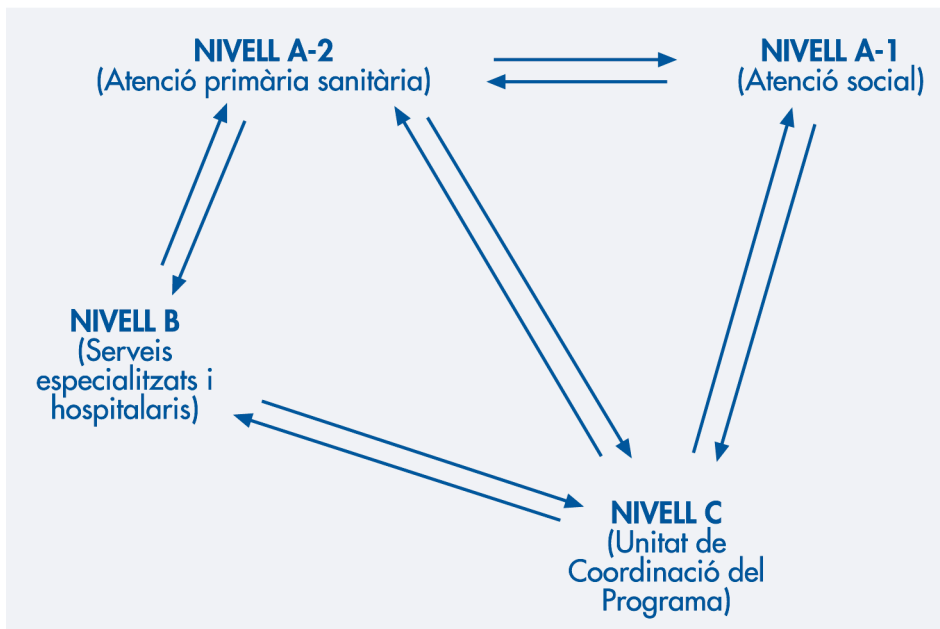 NIVELL A-2
(Atenció primària sanitària)
NIVELL A-1
(Atenció social)
NIVELL B
(Serveis
especialitzats i
hospitalaris)
NIVELL C
(Unitat de
Coordinació del
Programa)